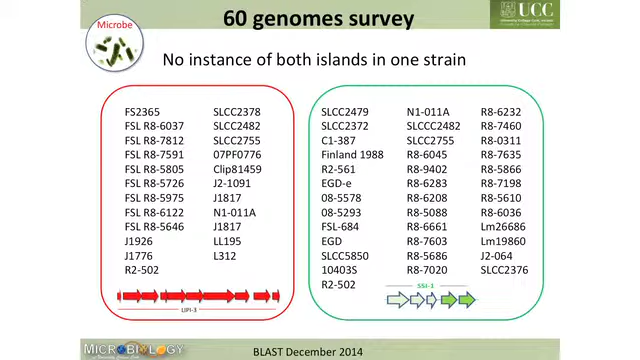 Microbe
60 genomes survey
UCC
No instance of both islands in one strain
FS2365
FSL R8-6037
FSL R8-7812
FSL R8-7591
FSL R8-5805
FSL R8-5726
FSL R8-5975
FSL R8-6122
FSL R8-5646
J1926
J1776
R2-502
SLCC2378
SLCC2482
SLCC2755
07PF0776
Clip81459
J2-1091
J1817
N1-011A
J1817
LL195
L312
LIPI-3
SLCC2479
SLCC2372
C1-387
Finland 1988
R2-561
EGD-e
08-5578
08-5293
FSL-684
EGD
SLCC5850
10403S
R2-502
N1-011A
SLCCC2482
SLCC2755
R8-6045
R8-9402
R8-6283
R8-6208
R8-5088
R8-6661
R8-7603
R8-5686
R8-7020
R8-6232
R8-7460
R8-0311
R8-7635
R8-5866
R8-7198
R8-5610
R8-6036
Lm26686
Lm19860
J2-064
SLCC2376
SSI-1
MICROBIOLOGY
BLAST December 2014